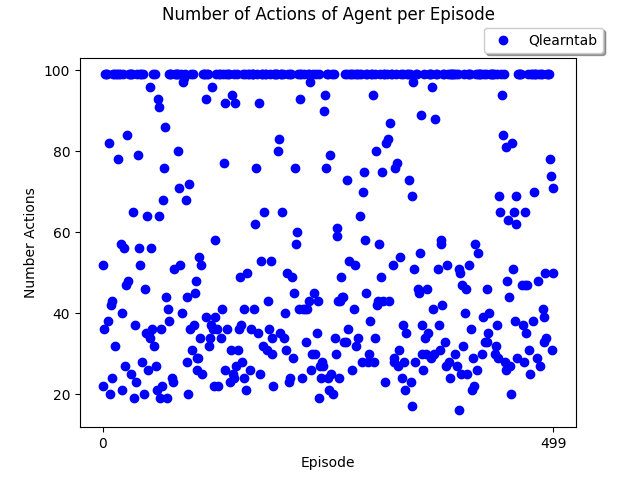 Number of Actions of Agent per Episode
Qlearntab
100
80
60
40
20
Number Actions
0
499
Episode